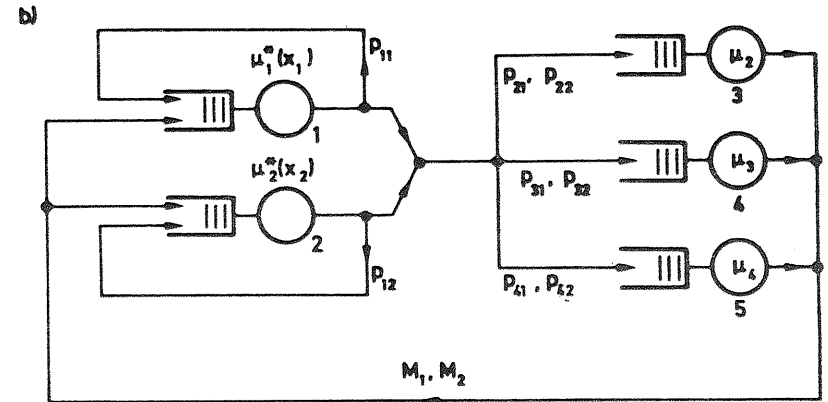 b)
μ₁*(x₁)
p₁₁
1
μ₂*(x₂)
2
p₁₂
p₂₁, p₂₂
μ₂
3
p₃₁, p₃₂
μ₃
4
p₄₁, p₄₂
μ₄
5
M₁, M₂